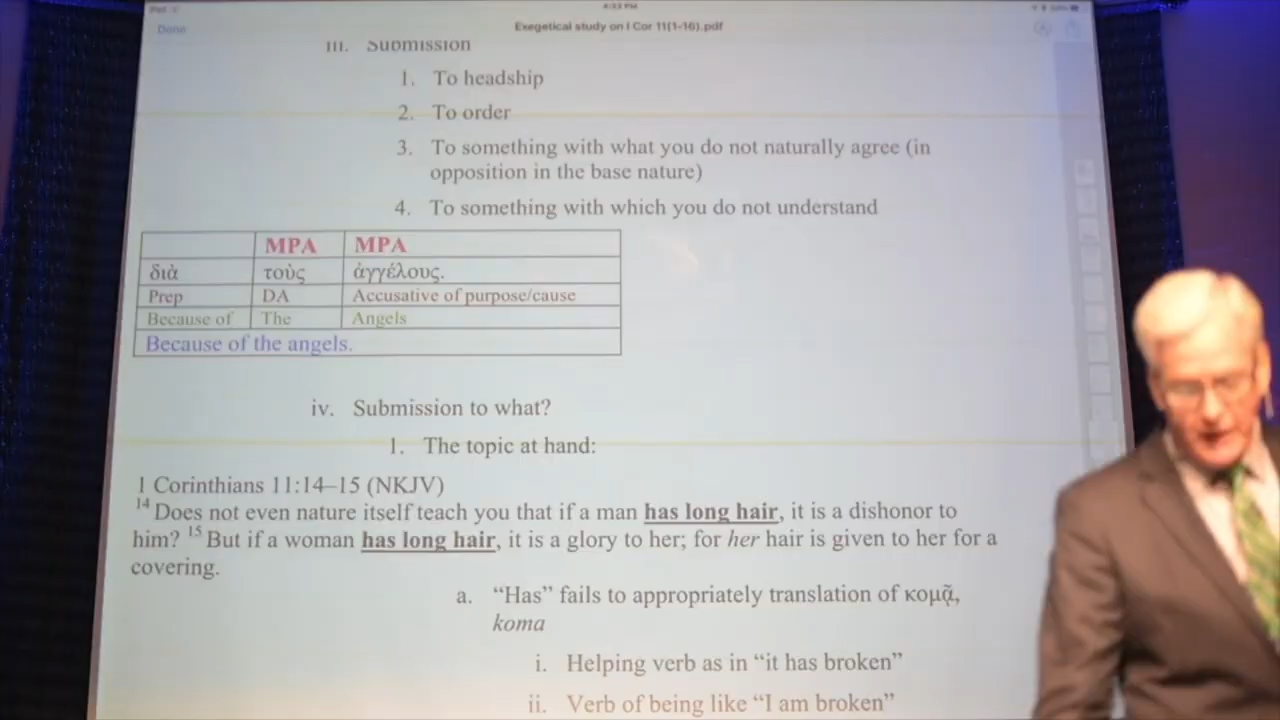 4:33 PM
Done
Exegetical study on I Cor 11(1-16).pdf
iii. Submission
1. To headship
2. To order
3. To something with what you do not naturally agree (in
opposition in the base nature)
4. To something with which you do not understand
MPA MPA
διὰ τοὺς ἀγγέλους.
Prep DA Accusative of purpose/cause
Because of The Angels
Because of the angels.
iv. Submission to what?
1. The topic at hand:
1 Corinthians 11:14–15 (NKJV)
14 Does not even nature itself teach you that if a man has long hair, it is a dishonor to
him? 15 But if a woman has long hair, it is a glory to her; for her hair is given to her for a
covering.
a. “Has” fails to appropriately translation of κομᾷ,
koma
i. Helping verb as in “it has broken”
ii. Verb of being like “I am broken”